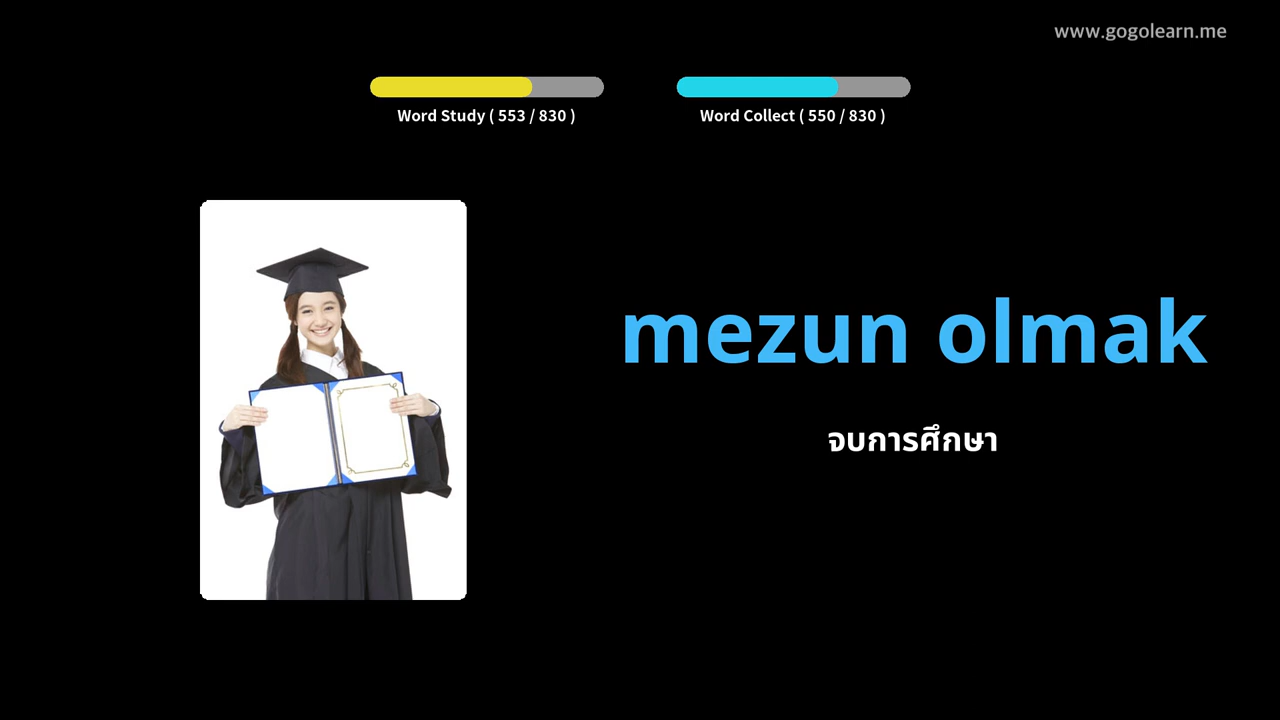 www.gogolearn.me
Word Study ( 553 / 830 )
Word Collect ( 550 / 830 )
mezun olmak
จบการศึกษา